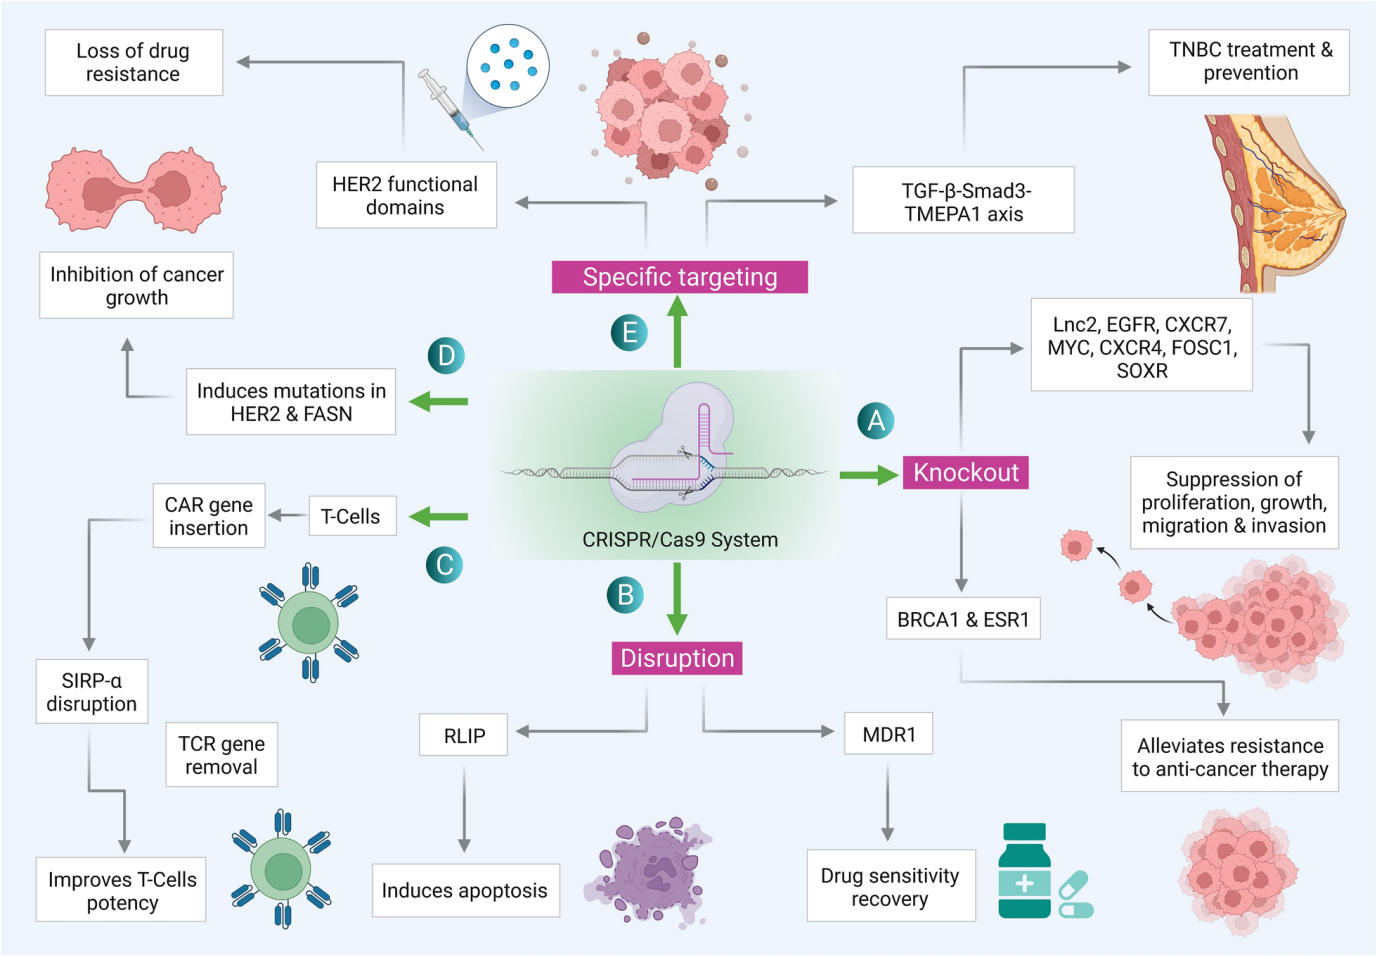 Loss of drug
resistance
TNBC treatment &
prevention
HER2 functional
domains
TGF-β-Smad3-
TMEPA1 axis
Specific targeting
Inhibition of cancer
growth
E
D
Induces mutations in
HER2 & FASN
Lnc2, EGFR, CXCR7,
MYC, CXCR4, FOSC1,
SOXR
A
Knockout
Suppression of
proliferation, growth,
migration & invasion
CAR gene
insertion
T-Cells
CRISPR/Cas9 System
C
B
BRCA1 & ESR1
Disruption
SIRP-α
disruption
TCR gene
removal
RLIP
MDR1
Alleviates resistance
to anti-cancer therapy
Improves T-Cells
potency
Induces apoptosis
Drug sensitivity
recovery